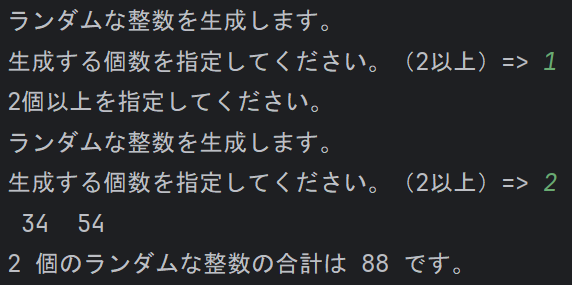 ランダムな整数を生成します。
生成する個数を指定してください。（2以上）=> 1
2個以上を指定してください。
ランダムな整数を生成します。
生成する個数を指定してください。（2以上）=> 2
 34  54
2 個のランダムな整数の合計は 88 です。